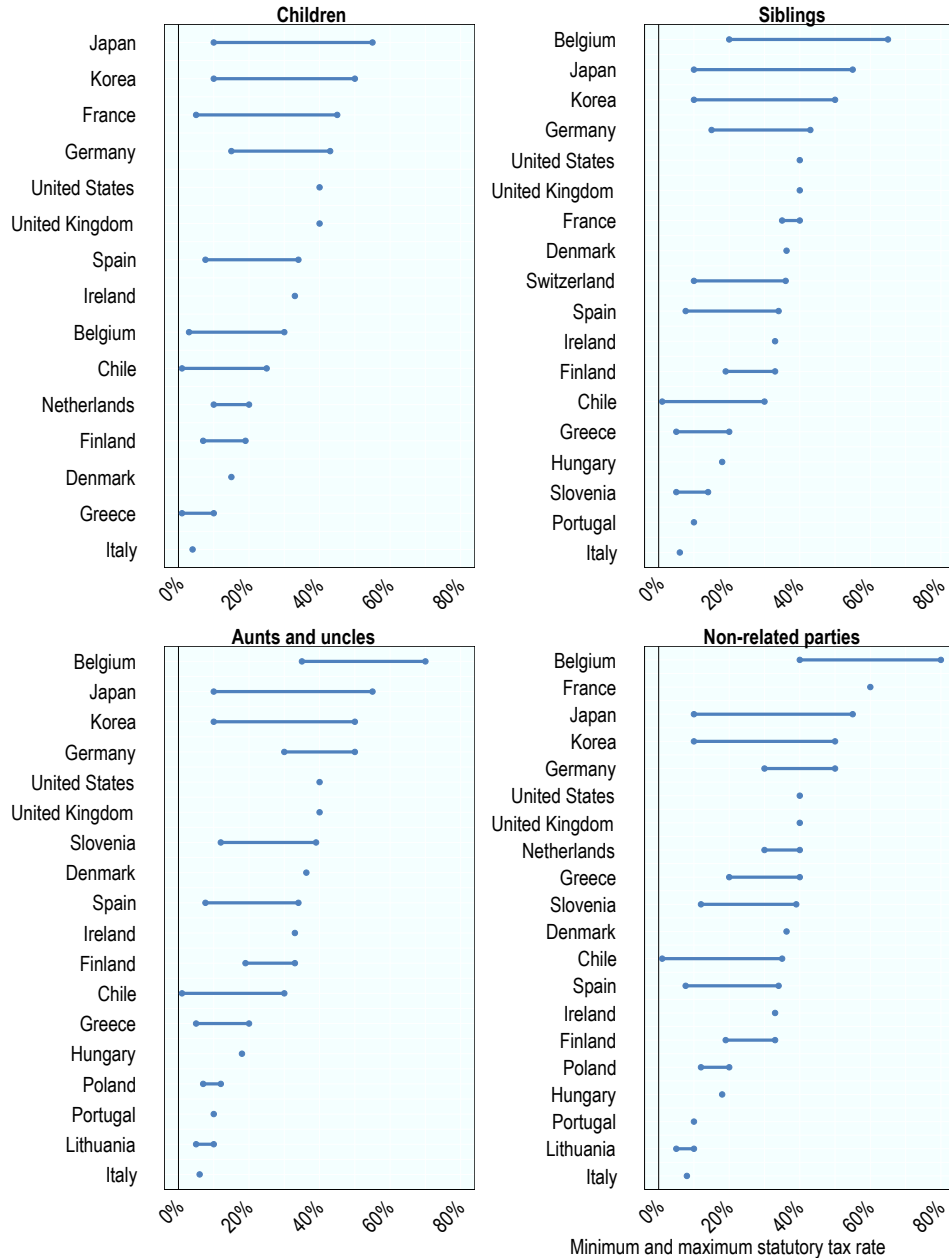 Children
Japan
Korea
France
Germany
United States
United Kingdom
Spain
Ireland
Belgium
Chile
Netherlands
Finland
Denmark
Greece
Italy
0% 20% 40% 60% 80%
Siblings
Belgium
Japan
Korea
Germany
United States
United Kingdom
France
Denmark
Switzerland
Spain
Ireland
Finland
Chile
Greece
Hungary
Slovenia
Portugal
Italy
0% 20% 40% 60% 80%
Aunts and uncles
Belgium
Japan
Korea
Germany
United States
United Kingdom
Slovenia
Denmark
Spain
Ireland
Finland
Chile
Greece
Hungary
Poland
Portugal
Lithuania
Italy
0% 20% 40% 60% 80%
Non-related parties
Belgium
France
Japan
Korea
Germany
United States
United Kingdom
Netherlands
Greece
Slovenia
Denmark
Chile
Spain
Ireland
Finland
Poland
Hungary
Portugal
Lithuania
Italy
0% 20% 40% 60% 80%
Minimum and maximum statutory tax rate